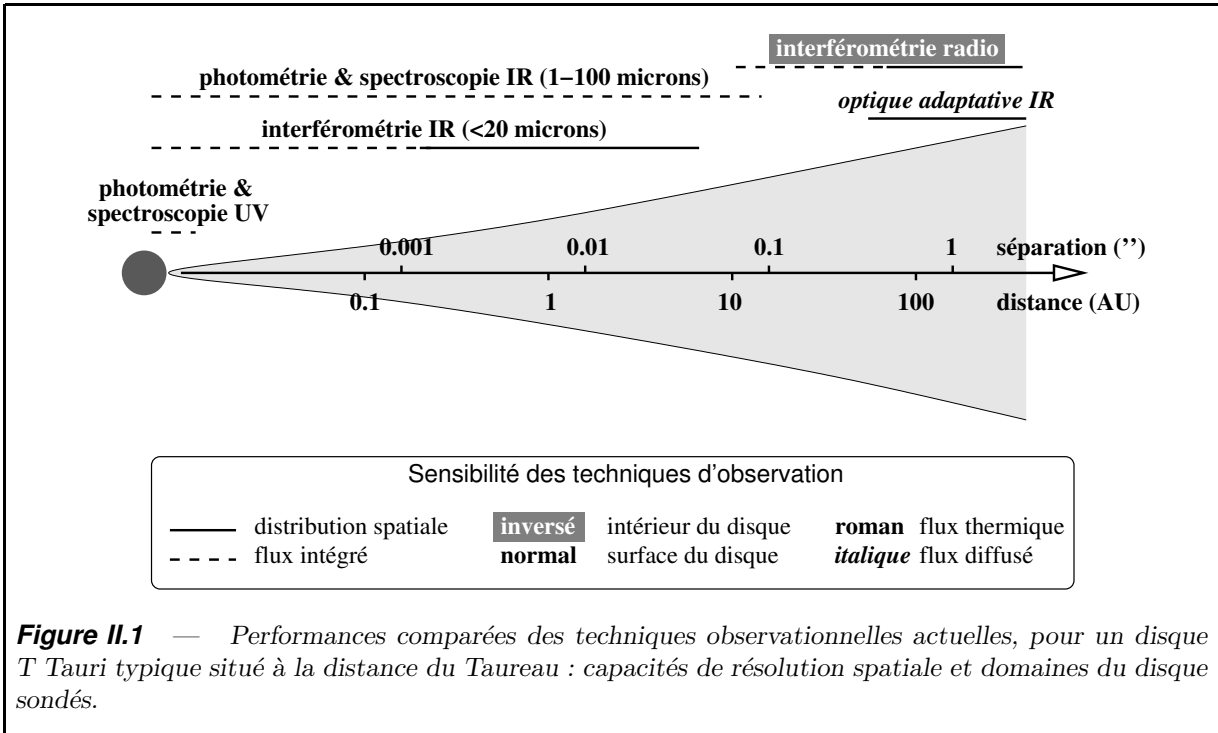 interférométrie radio
photométrie & spectroscopie IR (1–100 microns)
optique adaptative IR
interférométrie IR (<20 microns)
photométrie &
spectroscopie UV
0.001 0.01 0.1 1 séparation (’’)
0.1 1 10 100 distance (AU)
Sensibilité des techniques d’observation
distribution spatiale inversé intérieur du disque roman flux thermique
flux intégré normal surface du disque italique flux diffusé
Figure II.1 — Performances comparées des techniques observationnelles actuelles, pour un disque
T Tauri typique situé à la distance du Taureau : capacités de résolution spatiale et domaines du disque
sondés.